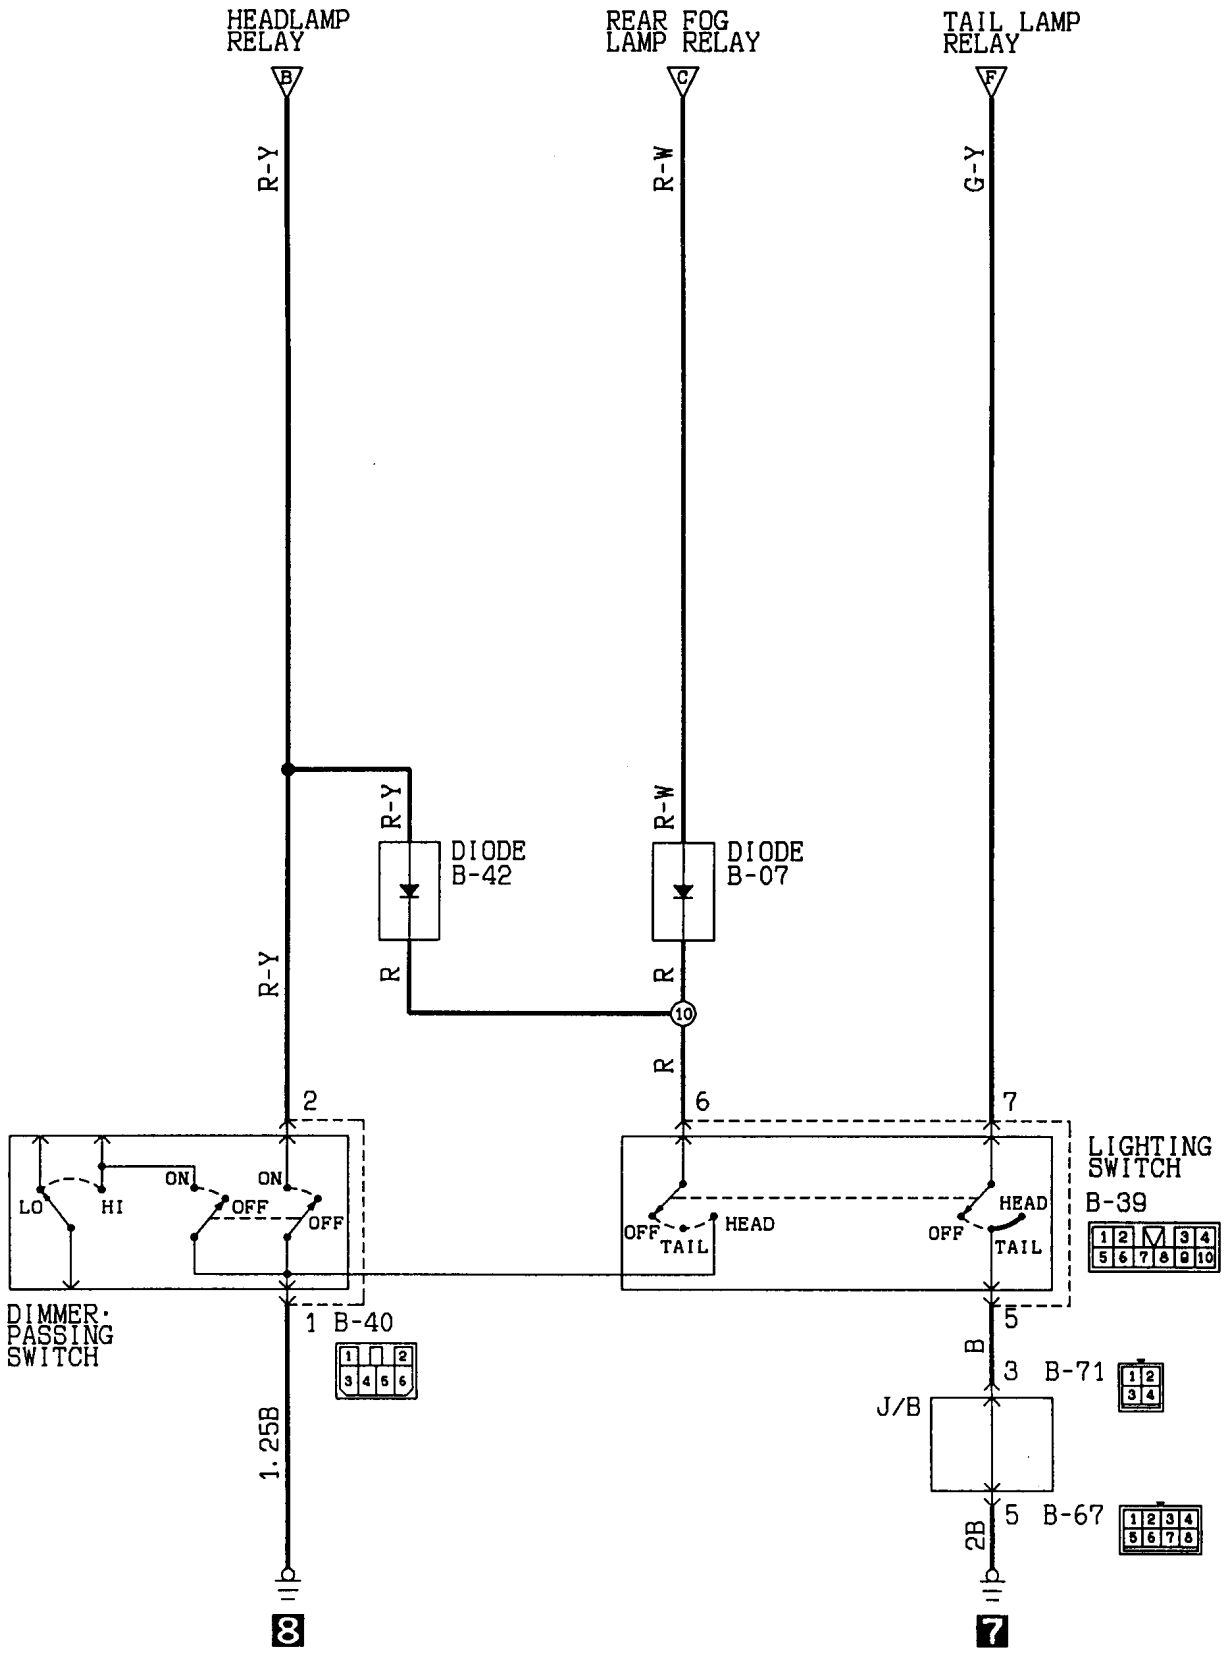 HEADLAMP
RELAY
REAR FOG
LAMP RELAY
TAIL LAMP
RELAY
B
C
F
R-Y
R-W
G-Y
R-Y
R-W
DIODE
B-42
DIODE
B-07
R-Y
R
R
10
R
2
6
7
LIGHTING
SWITCH
B-39
1 2 3 4
5 6 7 8 9 10
LO
HI
ON
OFF
ON
OFF
OFF
TAIL
HEAD
OFF
HEAD
TAIL
DIMMER·
PASSING
SWITCH
1 B-40
1 2
3 4 5 6
5
B
3 B-71
1 2
3 4
J/B
1.25B
5 B-67
1 2 3 4
5 6 7 8
2B
8
7